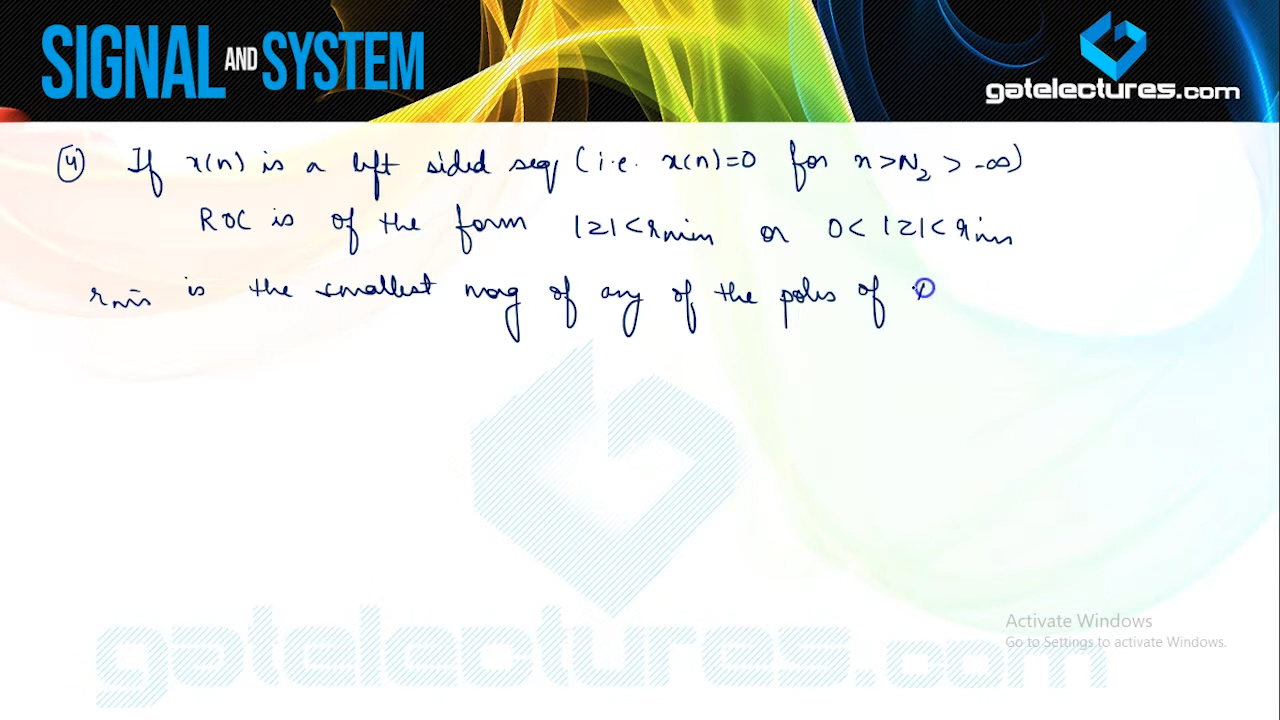 SIGNAL AND SYSTEM
gatelectures.com
(4) If x(n) is a left sided seq (i.e. x(n)=0 for n>N₂ > -∞)
ROC is of the form |z|<rmin or 0< |z|< rmin
rmin is the smallest mag of any of the poles of
gatelectures.com
Activate Windows
Go to Settings to activate Windows.